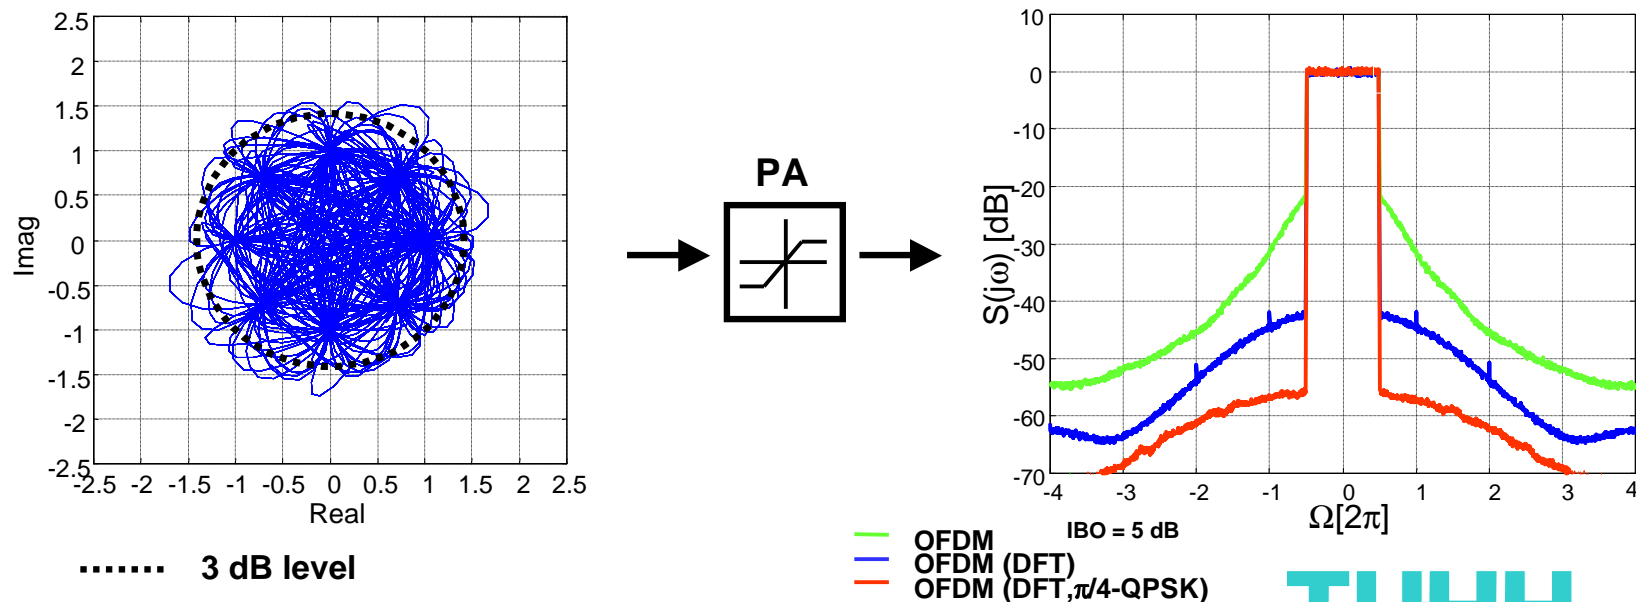 2.5
2
1.5
1
0.5
0
-0.5
-1
-1.5
-2
-2.5
Imag
-2.5 -2 -1.5 -1 -0.5 0 0.5 1 1.5 2 2.5
Real
3 dB level
PA
10
0
-10
-20
-30
-40
-50
-60
-70
S(jω) [dB]
-4 -3 -2 -1 0 1 2 3 4
Ω[2π]
IBO = 5 dB
OFDM
OFDM (DFT)
OFDM (DFT,π/4-QPSK)